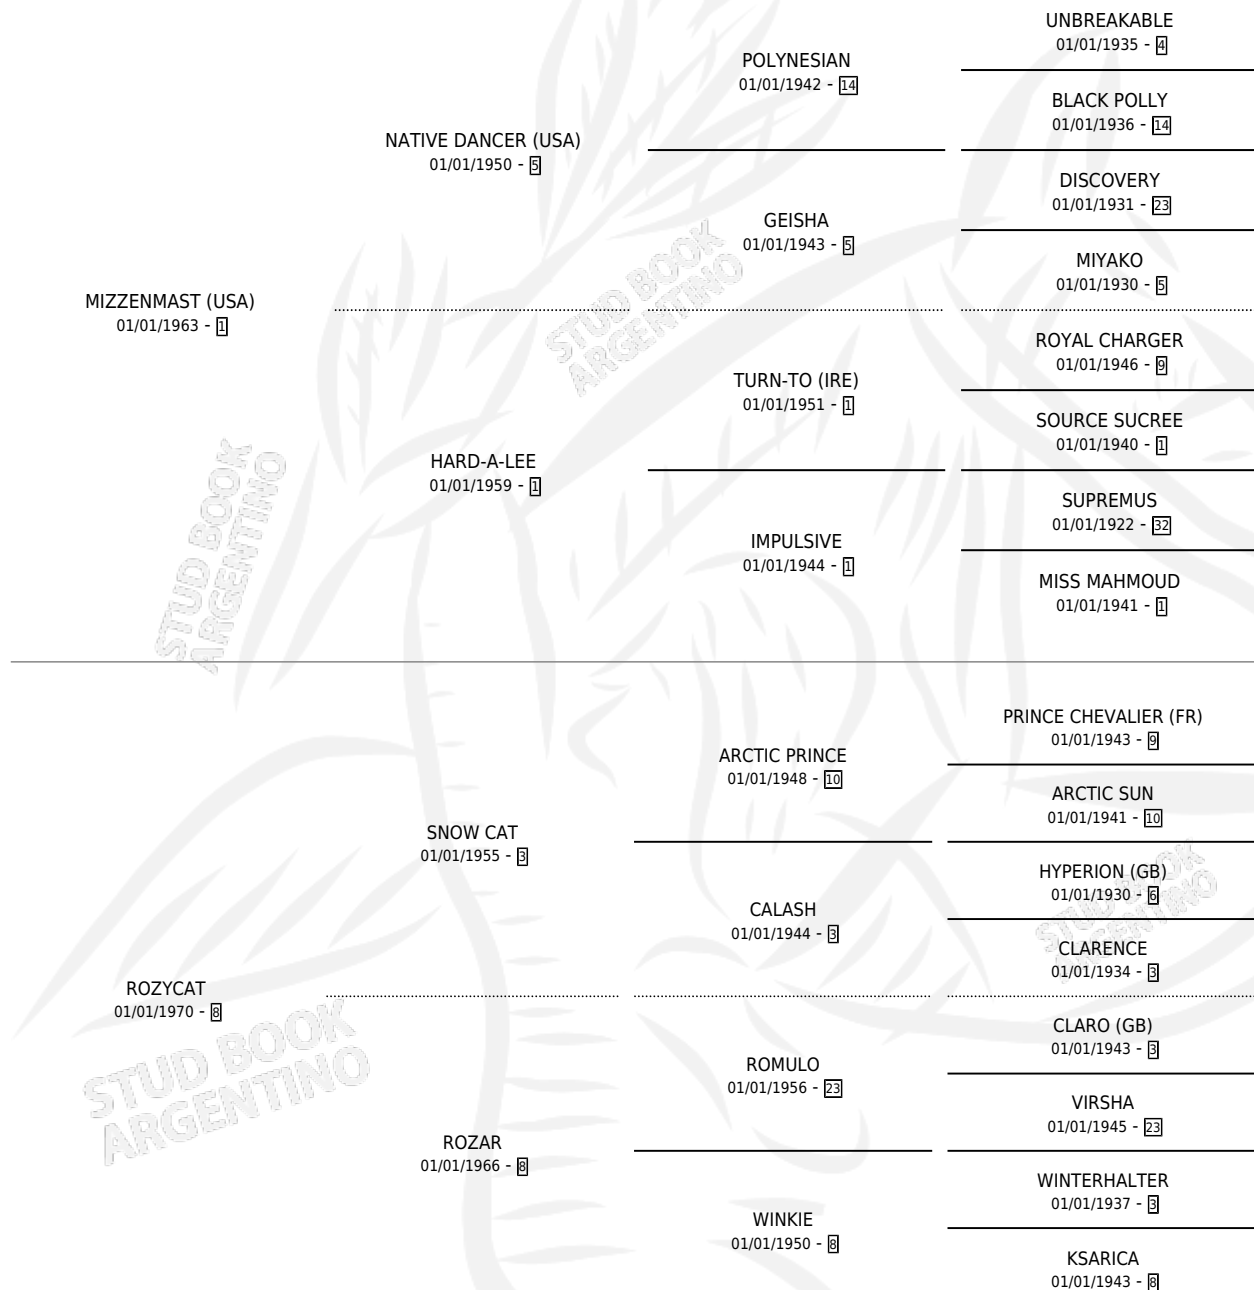 UNBREAKABLE
01/01/1935 - 4
POLYNESIAN
01/01/1942 - 14
BLACK POLLY
01/01/1936 - 14
NATIVE DANCER (USA)
01/01/1950 - 5
DISCOVERY
01/01/1931 - 23
GEISHA
01/01/1943 - 5
MIYAKO
01/01/1930 - 5
MIZZENMAST (USA)
01/01/1963 - 1
ROYAL CHARGER
01/01/1946 - 9
TURN-TO (IRE)
01/01/1951 - 1
SOURCE SUCREE
01/01/1940 - 1
HARD-A-LEE
01/01/1959 - 1
SUPREMUS
01/01/1922 - 32
IMPULSIVE
01/01/1944 - 1
MISS MAHMOUD
01/01/1941 - 1
PRINCE CHEVALIER (FR)
01/01/1943 - 9
ARCTIC PRINCE
01/01/1948 - 10
ARCTIC SUN
01/01/1941 - 10
SNOW CAT
01/01/1955 - 3
HYPERION (GB)
01/01/1930 - 6
CALASH
01/01/1944 - 3
CLARENCE
01/01/1934 - 3
ROZYCAT
01/01/1970 - 8
CLARO (GB)
01/01/1943 - 3
ROMULO
01/01/1956 - 23
VIRSHA
01/01/1945 - 23
ROZAR
01/01/1966 - 8
WINTERHALTER
01/01/1937 - 3
WINKIE
01/01/1950 - 8
KSARICA
01/01/1943 - 8
STUD BOOK
ARGENTINO
STUD BOOK
ARGENTINO
STUD BOOK
ARGENTINO
STUD BOOK
ARGENTINO